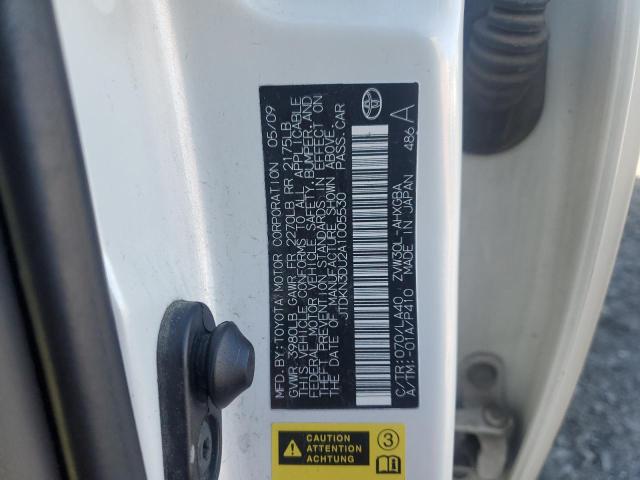 MFD.BY:TOYOTA MOTOR CORPORATION 05/09
GVWR 3980LB GAWR FR 2270LB RR 2175LB
THIS VEHICLE CONFORMS TO ALL APPLICABLE
FEDERAL MOTOR VEHICLE SAFETY, BUMPER, AND
THEFT PREVENTION STANDARDS IN EFFECT ON
THE DATE OF MANUFACTURE SHOWN ABOVE.
JTDKN3DU2A1005530 PASS.CAR
C/TR:070/LA40 ZVW30L-AHXGBA
A/TM:-01A/P410 MADE IN JAPAN 486 A
CAUTION
ATTENTION
ACHTUNG
3